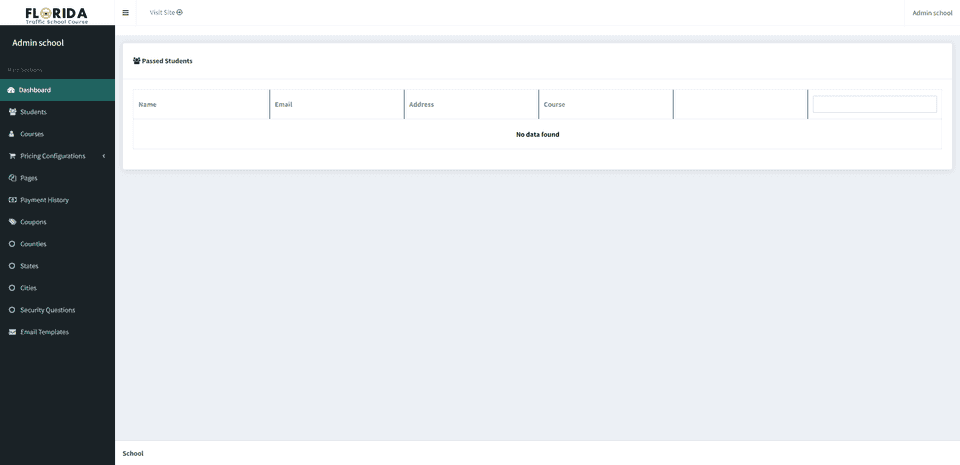 FLORIDA
Traffic School Course
Visit Site
Admin school
Admin school
Dashboard
Students
Courses
Pricing Configurations
Pages
Payment History
Coupons
Counties
States
Cities
Security Questions
Email Templates
Passed Students
Name Email Address Course
No data found
School